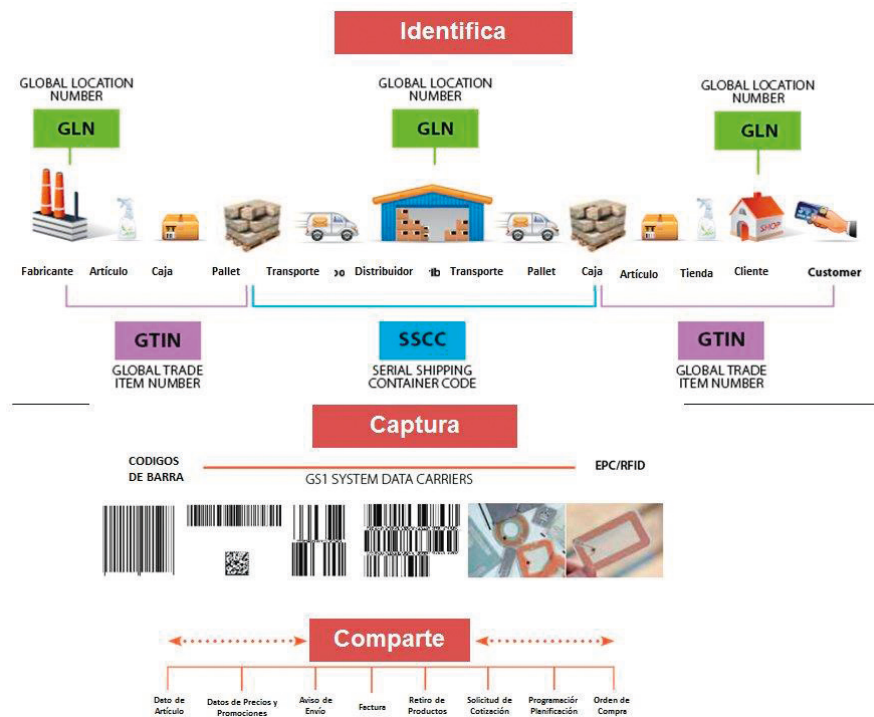 Identifica
GLOBAL LOCATION
NUMBER
GLN
GLOBAL LOCATION
NUMBER
GLN
GLOBAL LOCATION
NUMBER
GLN
SHOP
Fabricante Artículo Caja Pallet Transporte Distribuidor Transporte Pallet Caja Artículo Tienda Cliente Customer
GTIN
GLOBAL TRADE
ITEM NUMBER
SSCC
SERIAL SHIPPING
CONTAINER CODE
GTIN
GLOBAL TRADE
ITEM NUMBER
Captura
CODIGOS
DE BARRA
GS1 SYSTEM DATA CARRIERS
EPC/RFID
Comparte
Dato de
Artículo
Datos de Precios y
Promociones
Aviso de
Envío
Factura
Retiro de
Productos
Solicitud de
Cotización
Programación
Planificación
Orden de
Compra